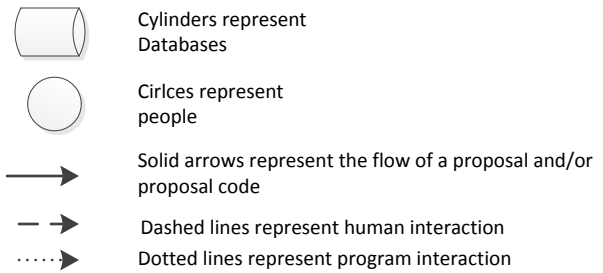 Cylinders represent
Databases
Cirlces represent
people
Solid arrows represent the flow of a proposal and/or
proposal code
Dashed lines represent human interaction
Dotted lines represent program interaction